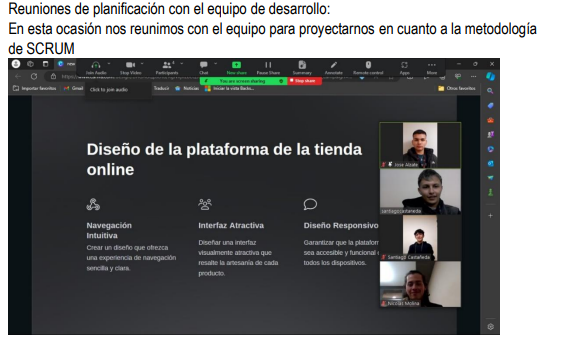 Reuniones de planificación con el equipo de desarrollo:
En esta ocasión nos reunimos con el equipo para proyectarnos en cuanto a la metodología
de SCRUM
Join Audio Stop Video Participants Chat New share Pause Share Summary Annotate Remote control Apps More
You are screen sharing Stop share
Importar favoritos Gmail Traducir Noticias Iniciar la visita Otros favoritos
Click to join audio
Diseño de la plataforma de la tienda
online
Navegación
Intuitiva
Crear un diseño que ofrezca
una experiencia de navegación
sencilla y clara.
Interfaz Atractiva
Diseñar una interfaz
visualmente atractiva que
resalte la artesanía de cada
producto.
Diseño Responsivo
Garantizar que la platafor
sea accesible y funcional
todos los dispositivos.
Jose Abate
santiagocastaneda
Santiago Castañeda
Nicolas Molina